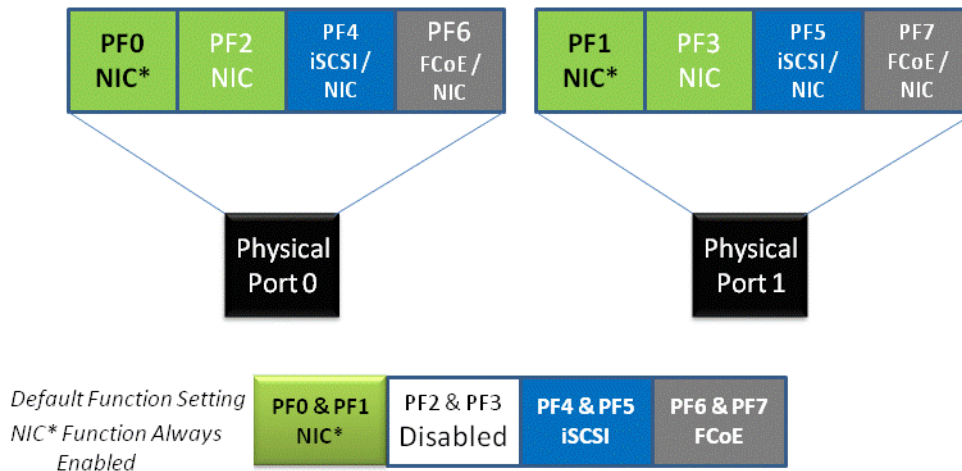 PF0
NIC*
PF2
NIC
PF4
iSCSI /
NIC
PF6
FCoE /
NIC
PF1
NIC*
PF3
NIC
PF5
iSCSI /
NIC
PF7
FCoE /
NIC
Physical
Port 0
Physical
Port 1
Default Function Setting
NIC* Function Always
Enabled
PF0 & PF1
NIC*
PF2 & PF3
Disabled
PF4 & PF5
iSCSI
PF6 & PF7
FCoE